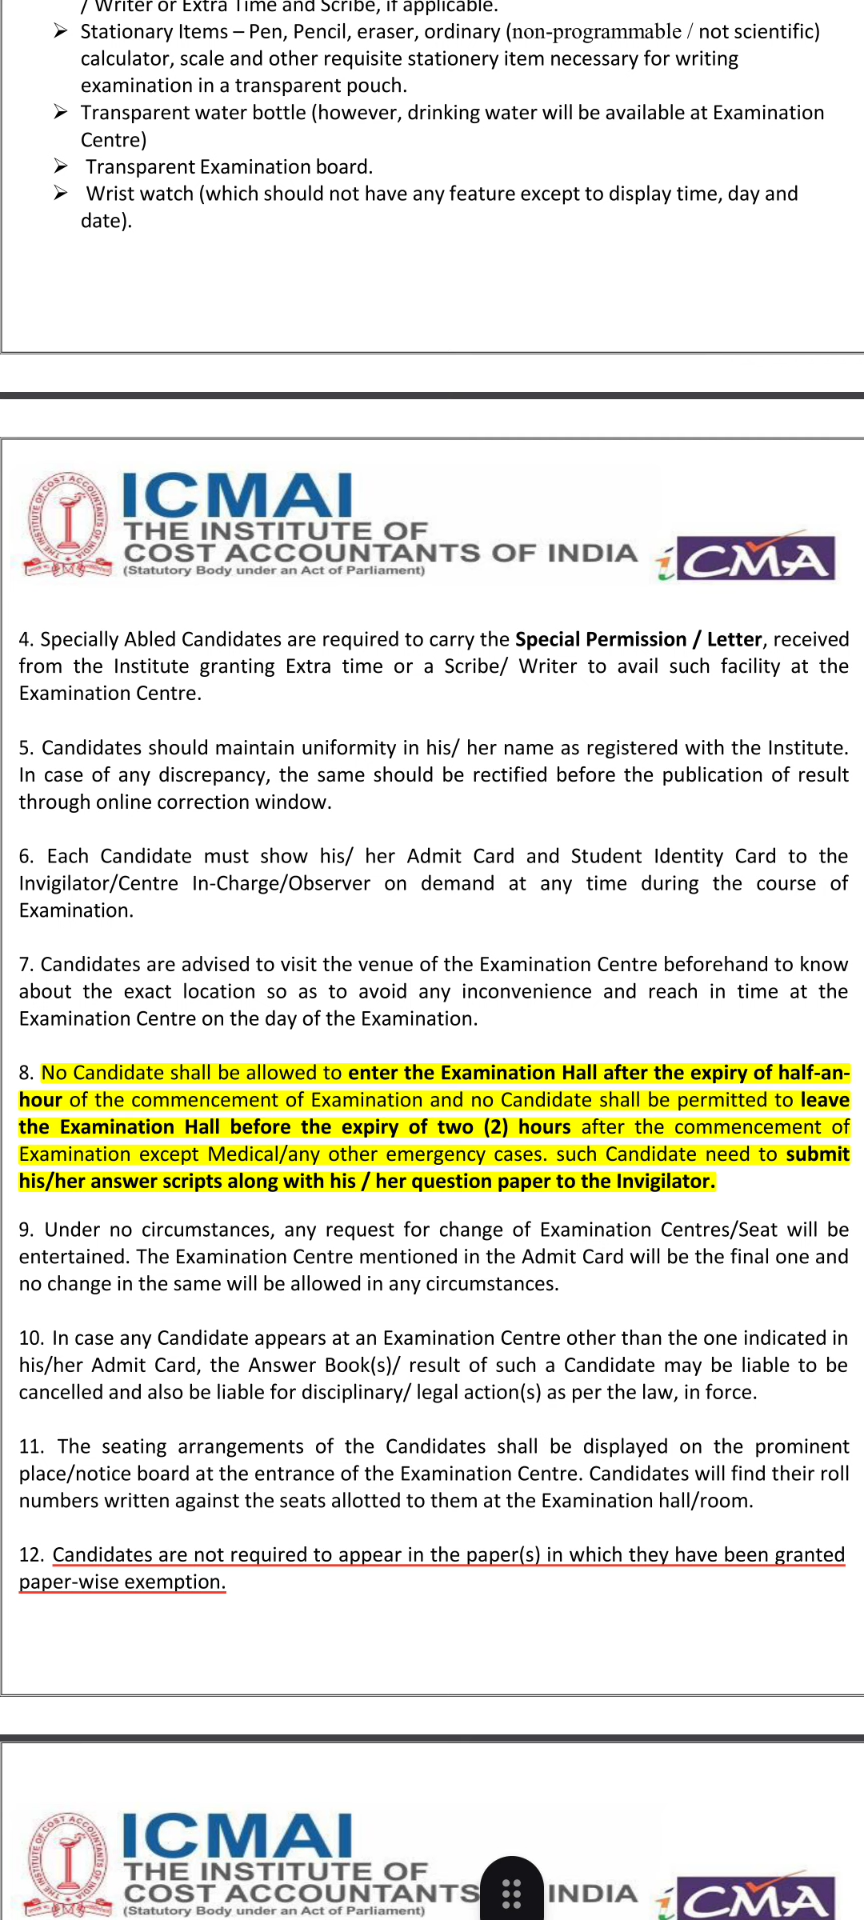 / Writer or Extra Time and Scribe, if applicable.
➢ Stationary Items – Pen, Pencil, eraser, ordinary (non-programmable / not scientific)
calculator, scale and other requisite stationery item necessary for writing
examination in a transparent pouch.
➢ Transparent water bottle (however, drinking water will be available at Examination
Centre)
➢ Transparent Examination board.
➢ Wrist watch (which should not have any feature except to display time, day and
date).
ICMAI
THE INSTITUTE OF
COST ACCOUNTANTS OF INDIA
(Statutory Body under an Act of Parliament)
iCMA
4. Specially Abled Candidates are required to carry the Special Permission / Letter, received
from the Institute granting Extra time or a Scribe/ Writer to avail such facility at the
Examination Centre.
5. Candidates should maintain uniformity in his/ her name as registered with the Institute.
In case of any discrepancy, the same should be rectified before the publication of result
through online correction window.
6. Each Candidate must show his/ her Admit Card and Student Identity Card to the
Invigilator/Centre In-Charge/Observer on demand at any time during the course of
Examination.
7. Candidates are advised to visit the venue of the Examination Centre beforehand to know
about the exact location so as to avoid any inconvenience and reach in time at the
Examination Centre on the day of the Examination.
8. No Candidate shall be allowed to enter the Examination Hall after the expiry of half-an-
hour of the commencement of Examination and no Candidate shall be permitted to leave
the Examination Hall before the expiry of two (2) hours after the commencement of
Examination except Medical/any other emergency cases. such Candidate need to submit
his/her answer scripts along with his / her question paper to the Invigilator.
9. Under no circumstances, any request for change of Examination Centres/Seat will be
entertained. The Examination Centre mentioned in the Admit Card will be the final one and
no change in the same will be allowed in any circumstances.
10. In case any Candidate appears at an Examination Centre other than the one indicated in
his/her Admit Card, the Answer Book(s)/ result of such a Candidate may be liable to be
cancelled and also be liable for disciplinary/ legal action(s) as per the law, in force.
11. The seating arrangements of the Candidates shall be displayed on the prominent
place/notice board at the entrance of the Examination Centre. Candidates will find their roll
numbers written against the seats allotted to them at the Examination hall/room.
12. Candidates are not required to appear in the paper(s) in which they have been granted
paper-wise exemption.
ICMAI
THE INSTITUTE OF
COST ACCOUNTANTS INDIA
(Statutory Body under an Act of Parliament)
iCMA